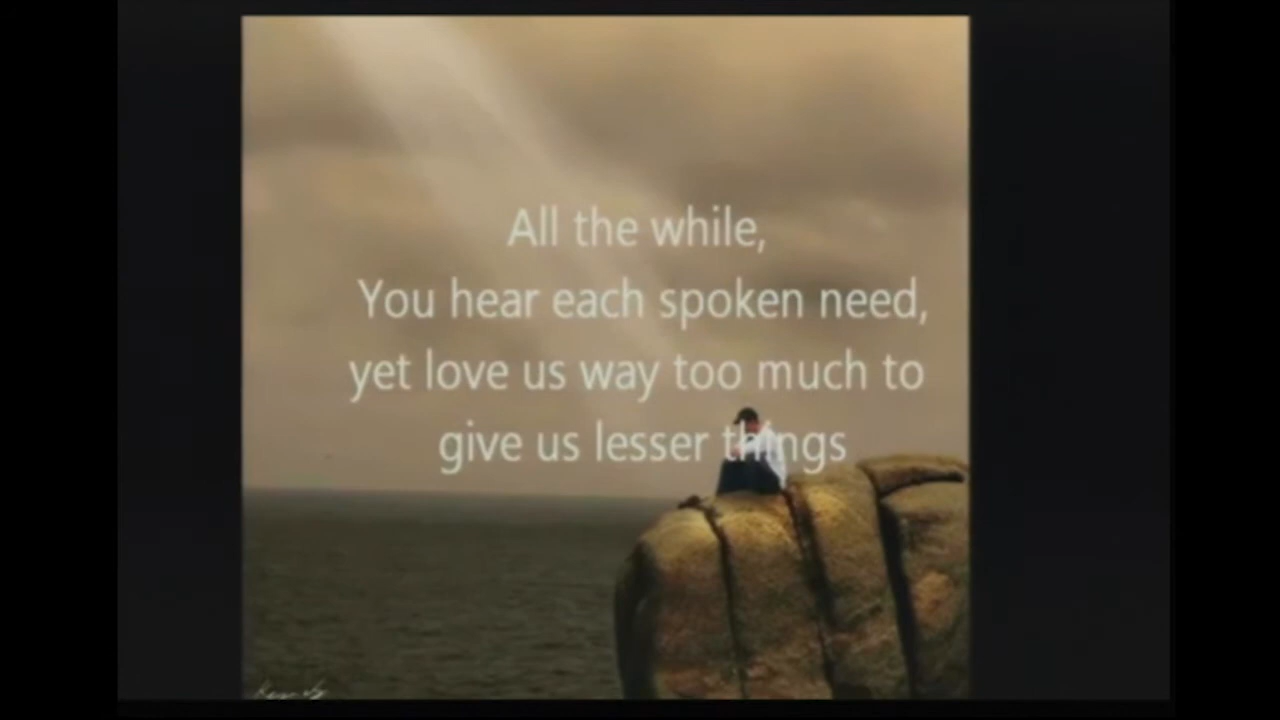 All the while,
You hear each spoken need,
yet love us way too much to
give us lesser things